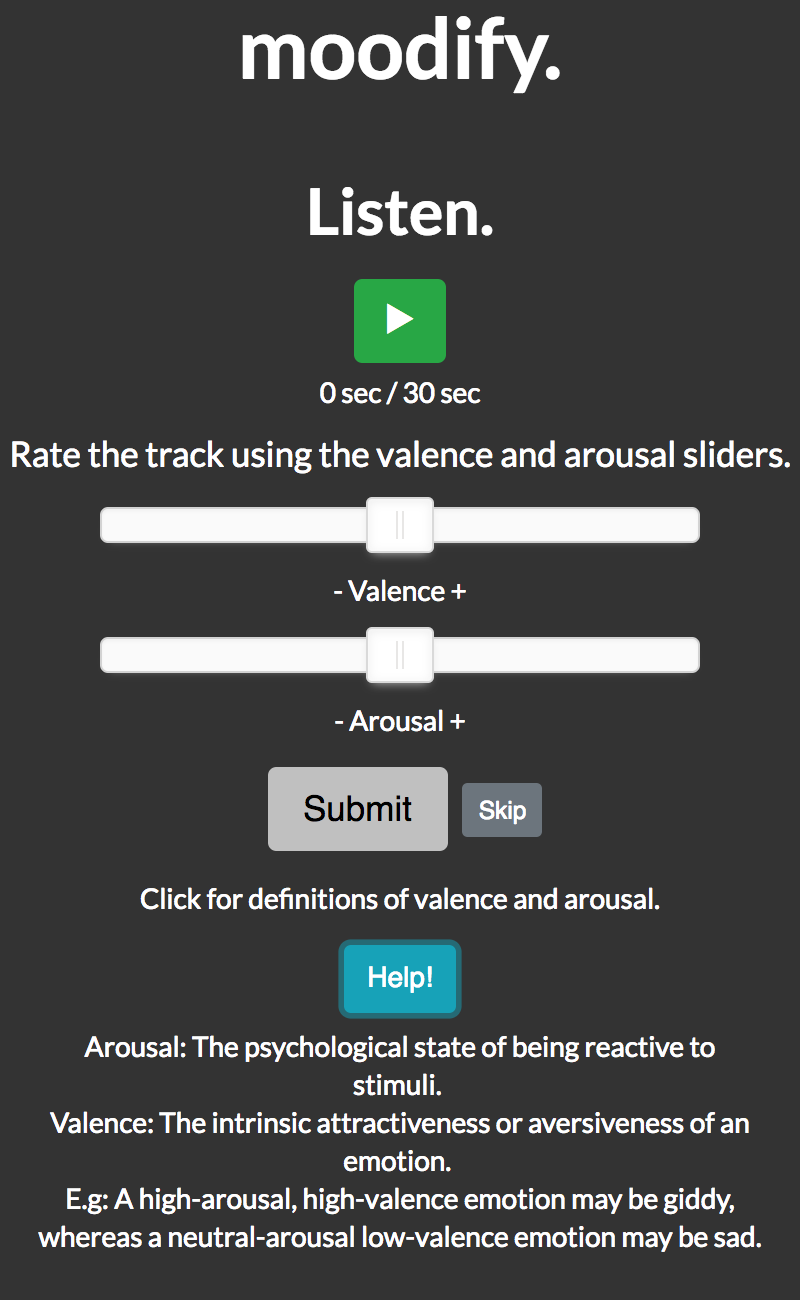 moodify.
Listen.
0 sec / 30 sec
Rate the track using the valence and arousal sliders.
- Valence +
- Arousal +
Submit
Skip
Click for definitions of valence and arousal.
Help!
Arousal: The psychological state of being reactive to
stimuli.
Valence: The intrinsic attractiveness or aversiveness of an
emotion.
E.g: A high-arousal, high-valence emotion may be giddy,
whereas a neutral-arousal low-valence emotion may be sad.